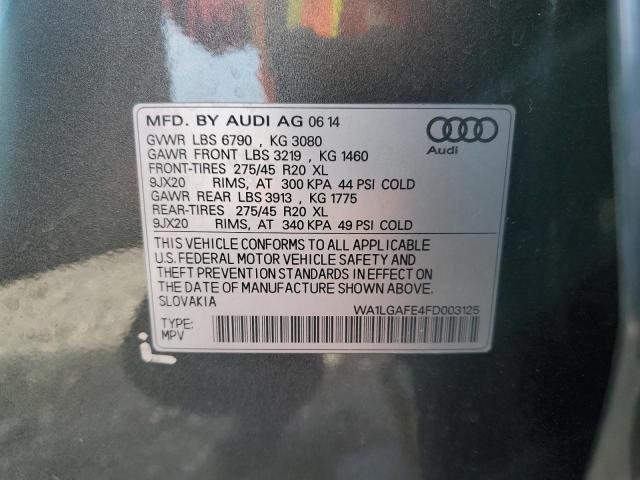 MFD. BY AUDI AG 06 14
GVWR LBS 6790 , KG 3080
GAWR FRONT LBS 3219 , KG 1460
FRONT-TIRES 275/45 R20 XL
9JX20 RIMS, AT 300 KPA 44 PSI COLD
GAWR REAR LBS 3913 , KG 1775
REAR-TIRES 275/45 R20 XL
9JX20 RIMS, AT 340 KPA 49 PSI COLD
Audi
THIS VEHICLE CONFORMS TO ALL APPLICABLE
U.S. FEDERAL MOTOR VEHICLE SAFETY AND
THEFT PREVENTION STANDARDS IN EFFECT ON
THE DATE OF MANUFACTURE SHOWN ABOVE.
SLOVAKIA
WA1LGAFE4FD003125
TYPE:
MPV